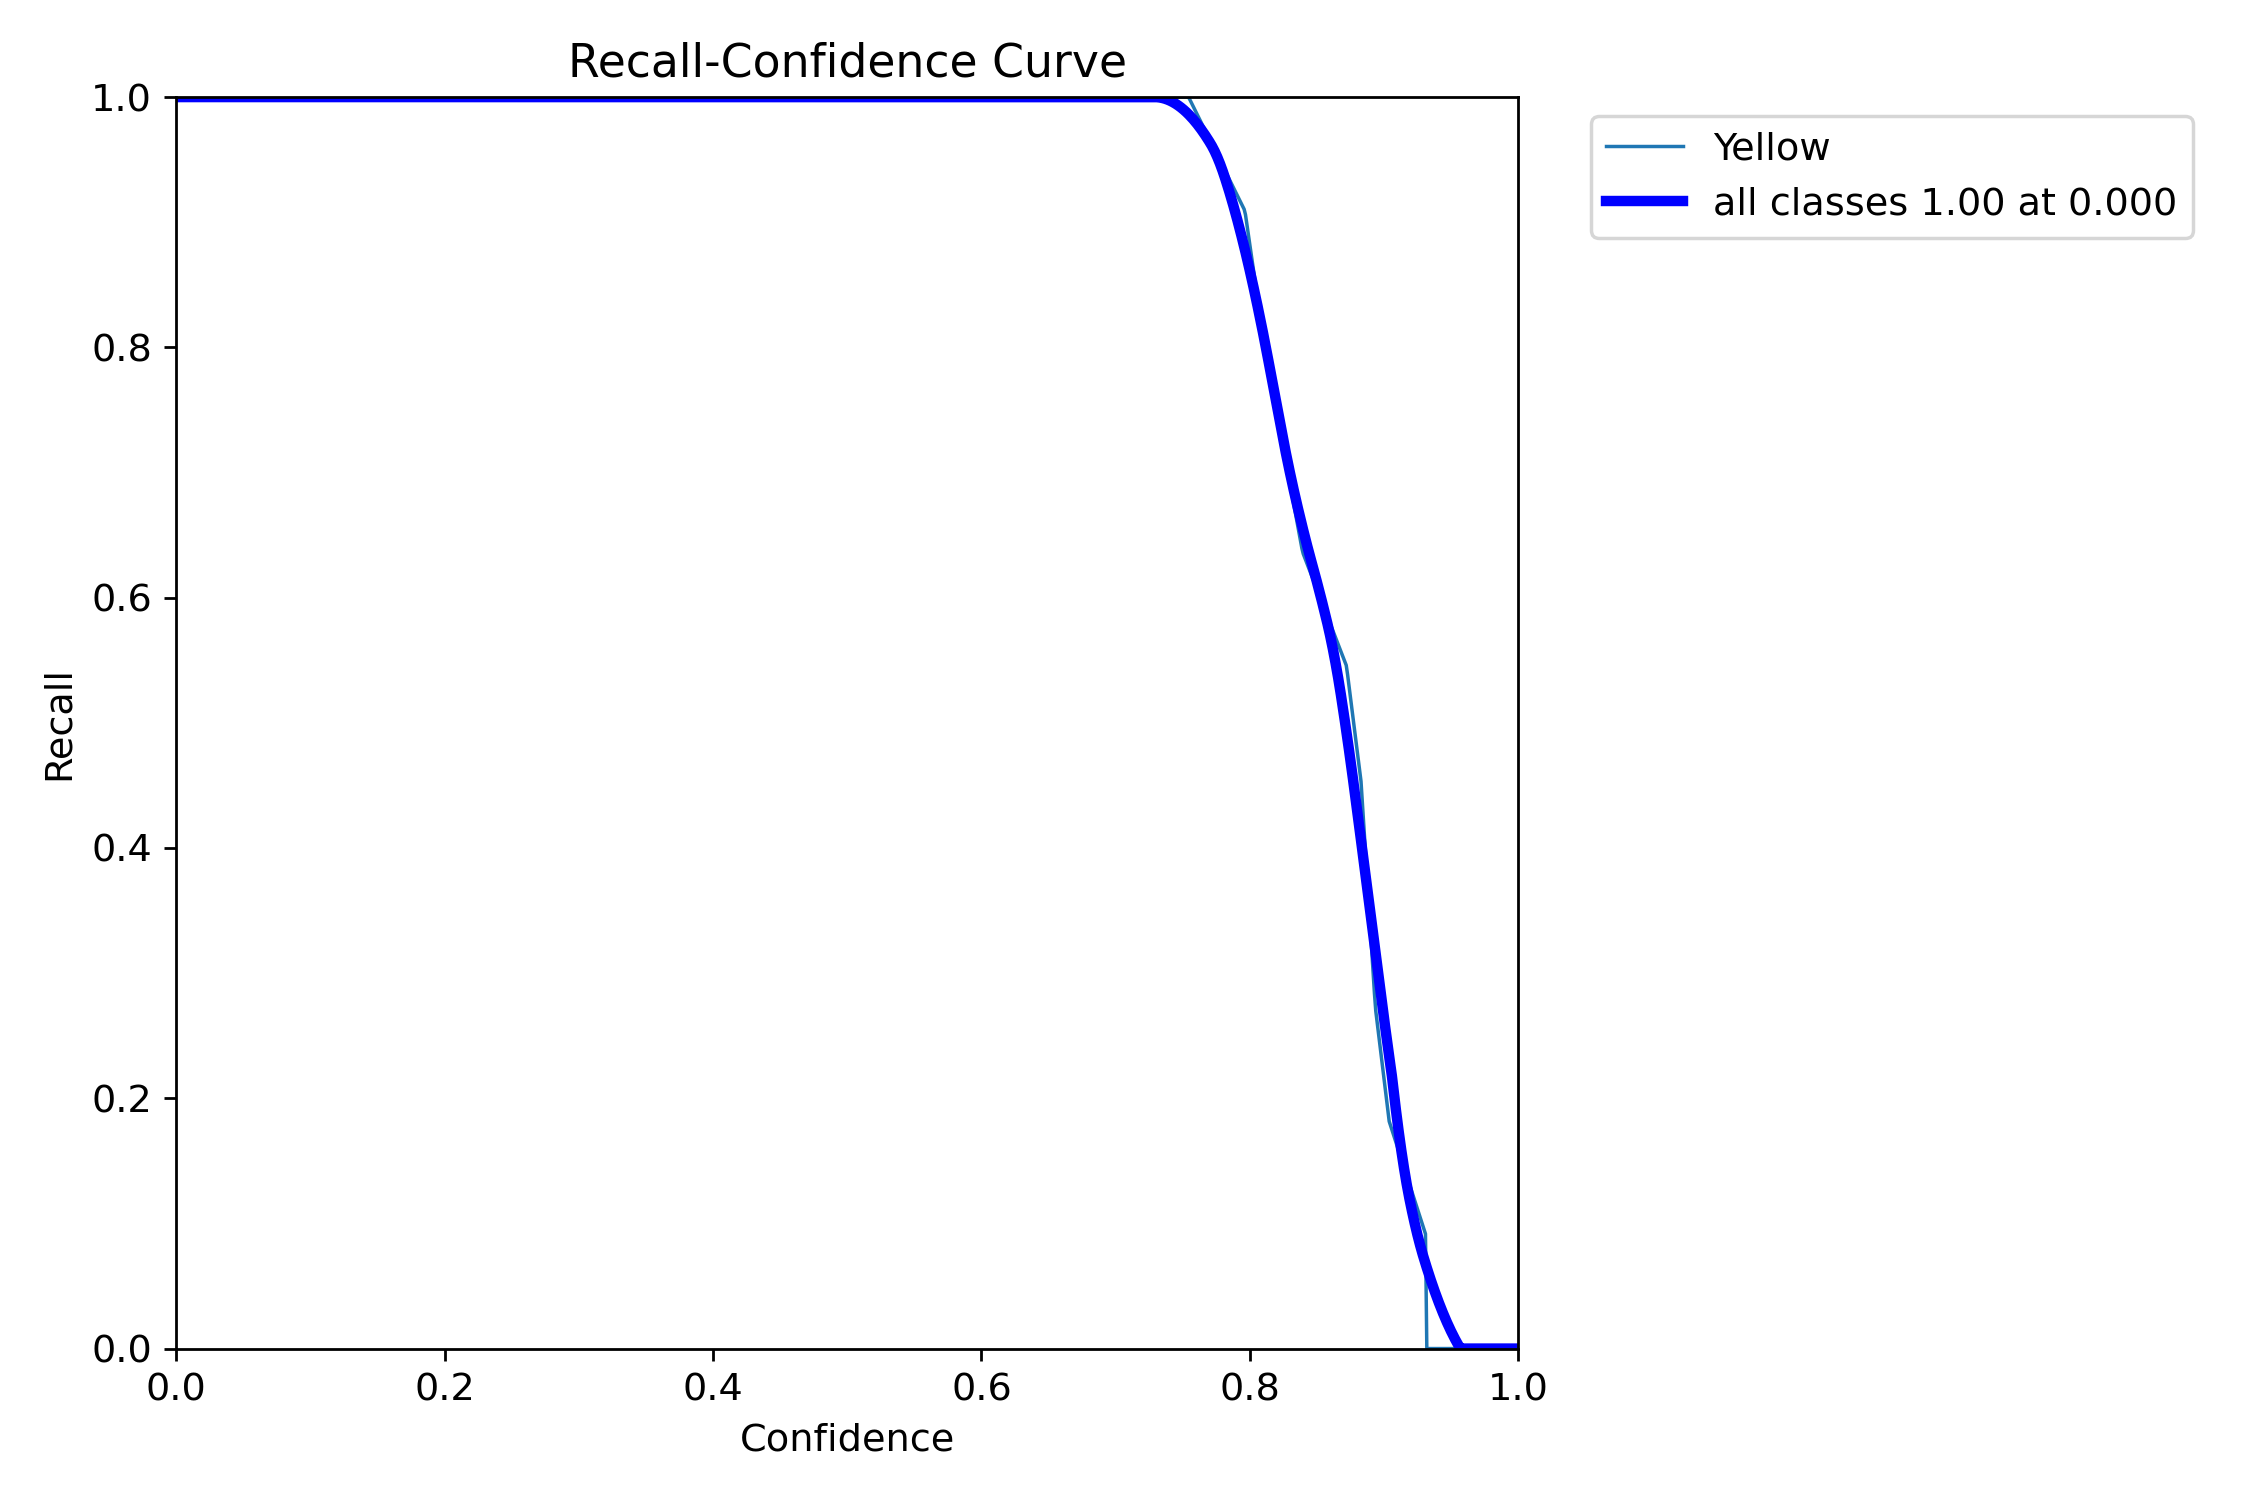 Recall-Confidence Curve
1.0
0.8
0.6
0.4
0.2
0.0
Recall
0.0 0.2 0.4 0.6 0.8 1.0
Confidence
Yellow
all classes 1.00 at 0.000